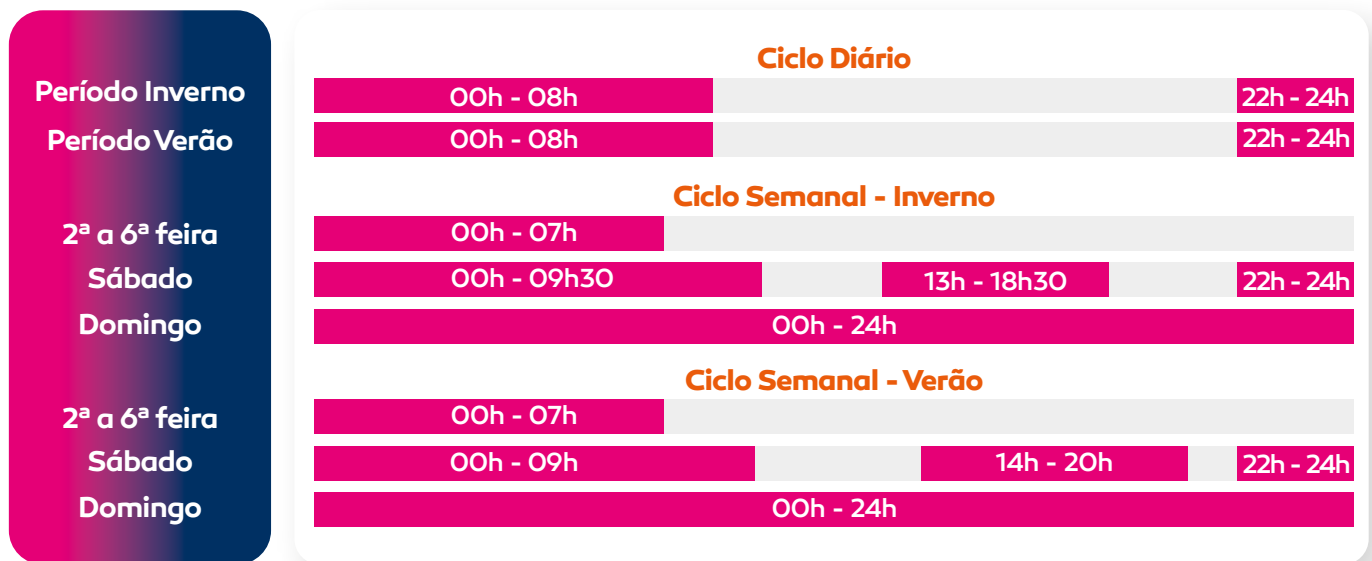 Ciclo Diário
Período Inverno 00h - 08h 22h - 24h
Período Verão 00h - 08h 22h - 24h
Ciclo Semanal - Inverno
2ª a 6ª feira 00h - 07h
Sábado 00h - 09h30 13h - 18h30 22h - 24h
Domingo 00h - 24h
Ciclo Semanal - Verão
2ª a 6ª feira 00h - 07h
Sábado 00h - 09h 14h - 20h 22h - 24h
Domingo 00h - 24h